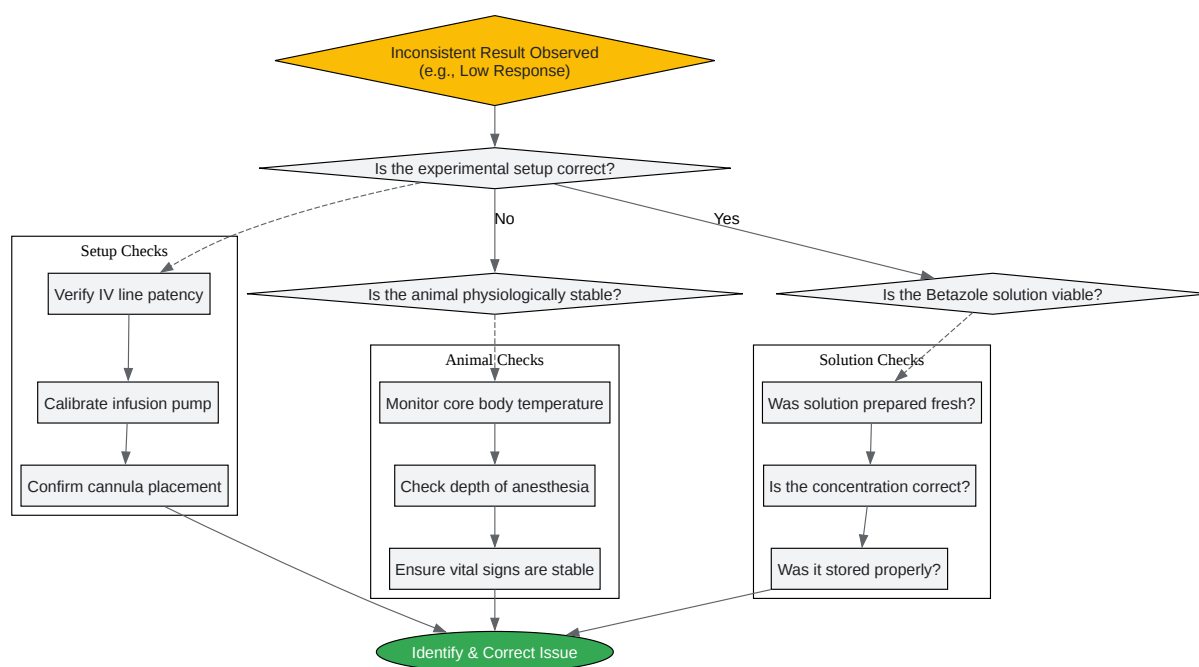 Inconsistent Result Observed
(e.g., Low Response)
Is the experimental setup correct?
No
Yes
Setup Checks
Verify IV line patency
Calibrate infusion pump
Confirm cannula placement
Is the animal physiologically stable?
Animal Checks
Monitor core body temperature
Check depth of anesthesia
Ensure vital signs are stable
Is the Betazole solution viable?
Solution Checks
Was solution prepared fresh?
Is the concentration correct?
Was it stored properly?
Identify & Correct Issue